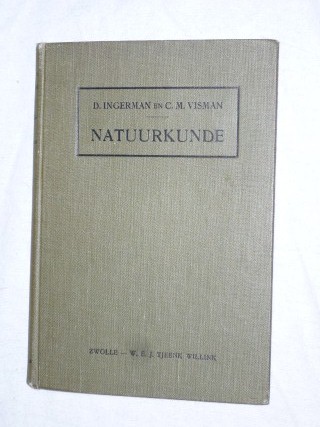 D. INGERMAN EN C. M. VISMAN
NATUURKUNDE
ZWOLLE — W. E. J. TJEENK WILLINK